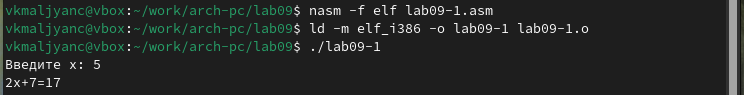 vkmaljyanc@vbox:~/work/arch-pc/lab09$ nasm -f elf lab09-1.asm
vkmaljyanc@vbox:~/work/arch-pc/lab09$ ld -m elf_i386 -o lab09-1 lab09-1.o
vkmaljyanc@vbox:~/work/arch-pc/lab09$ ./lab09-1
Введите x: 5
2x+7=17